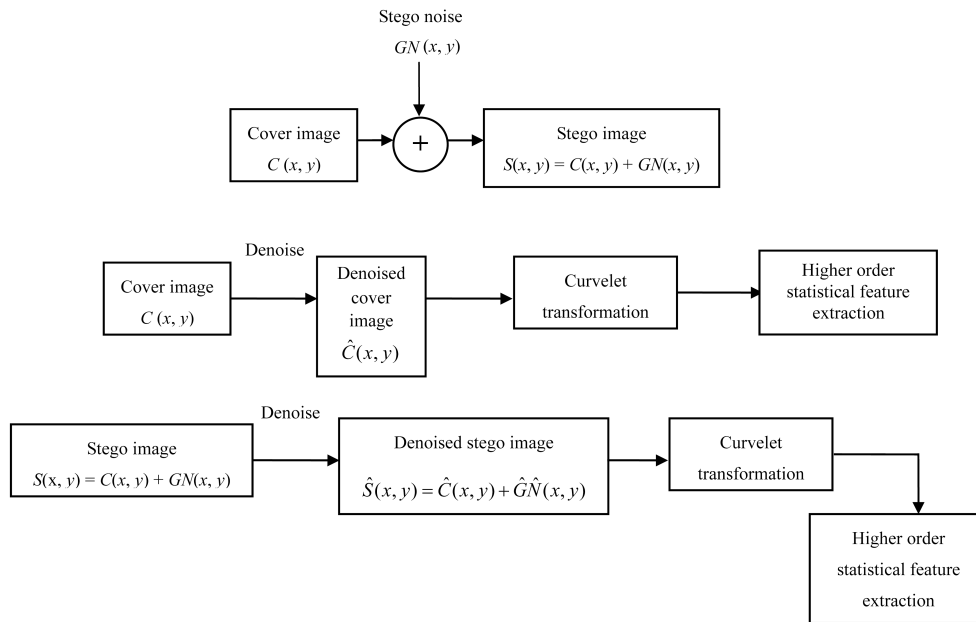 Stego noise
GN (x, y)
Cover image
C (x, y)
+
Stego image
S(x, y) = C(x, y) + GN(x, y)
Denoise
Cover image
C (x, y)
Denoised
cover
image
Ĉ(x, y)
Curvelet
transformation
Higher order
statistical feature
extraction
Denoise
Stego image
S(x, y) = C(x, y) + GN(x, y)
Denoised stego image
Ŝ(x, y) = Ĉ(x, y) + ĜN̂(x, y)
Curvelet
transformation
Higher order
statistical feature
extraction